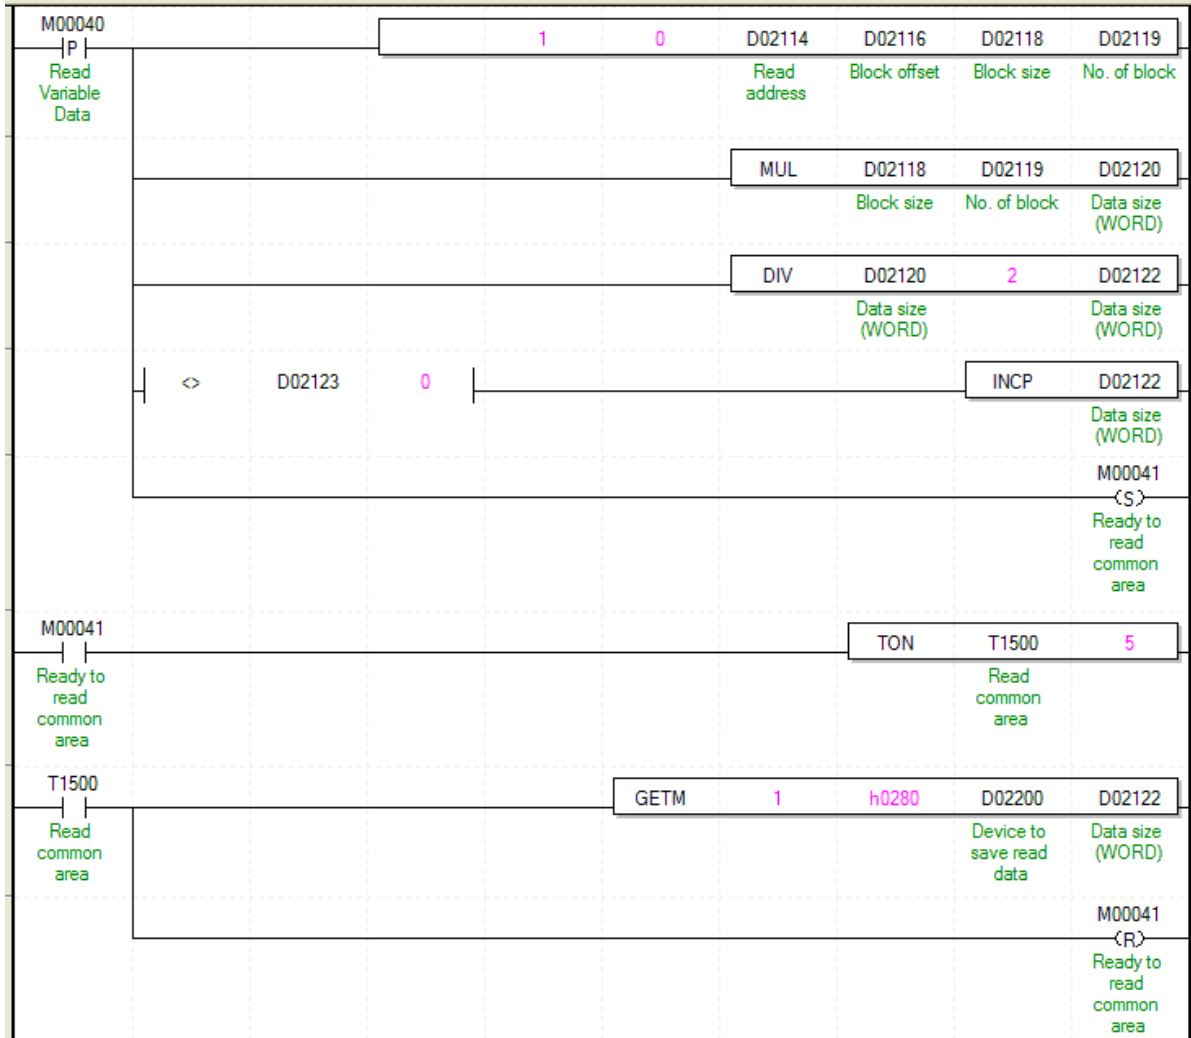 M00040
P
1 0 D02114 D02116 D02118 D02119
Read
Variable
Data
Read
address
Block offset
Block size
No. of block
MUL D02118 D02119 D02120
Block size
No. of block
Data size
(WORD)
DIV D02120 2 D02122
Data size
(WORD)
Data size
(WORD)
<> D02123 0
INCP D02122
Data size
(WORD)
M00041
S
Ready to
read
common
area
M00041
TON T1500 5
Ready to
read
common
area
Read
common
area
T1500
GETM 1 h0280 D02200 D02122
Read
common
area
Device to
save read
data
Data size
(WORD)
M00041
R
Ready to
read
common
area